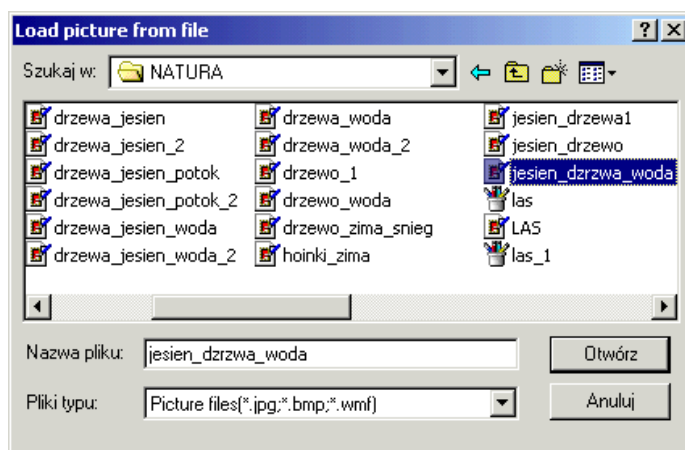 Load picture from file
Szukaj w: NATURA
drzewa_jesien drzewa_woda jesien_drzewa1
drzewa_jesien_2 drzewa_woda_2 jesien_drzewo
drzewa_jesien_potok drzewo_1 jesien_dzrzwa_woda
drzewa_jesien_potok_2 drzewo_woda las
drzewa_jesien_woda drzewo_zima_snieg LAS
drzewa_jesien_woda_2 hoinki_zima las_1
Nazwa pliku: jesien_dzrzwa_woda Otwórz
Pliki typu: Picture files(*.jpg;*.bmp;*.wmf) Anuluj